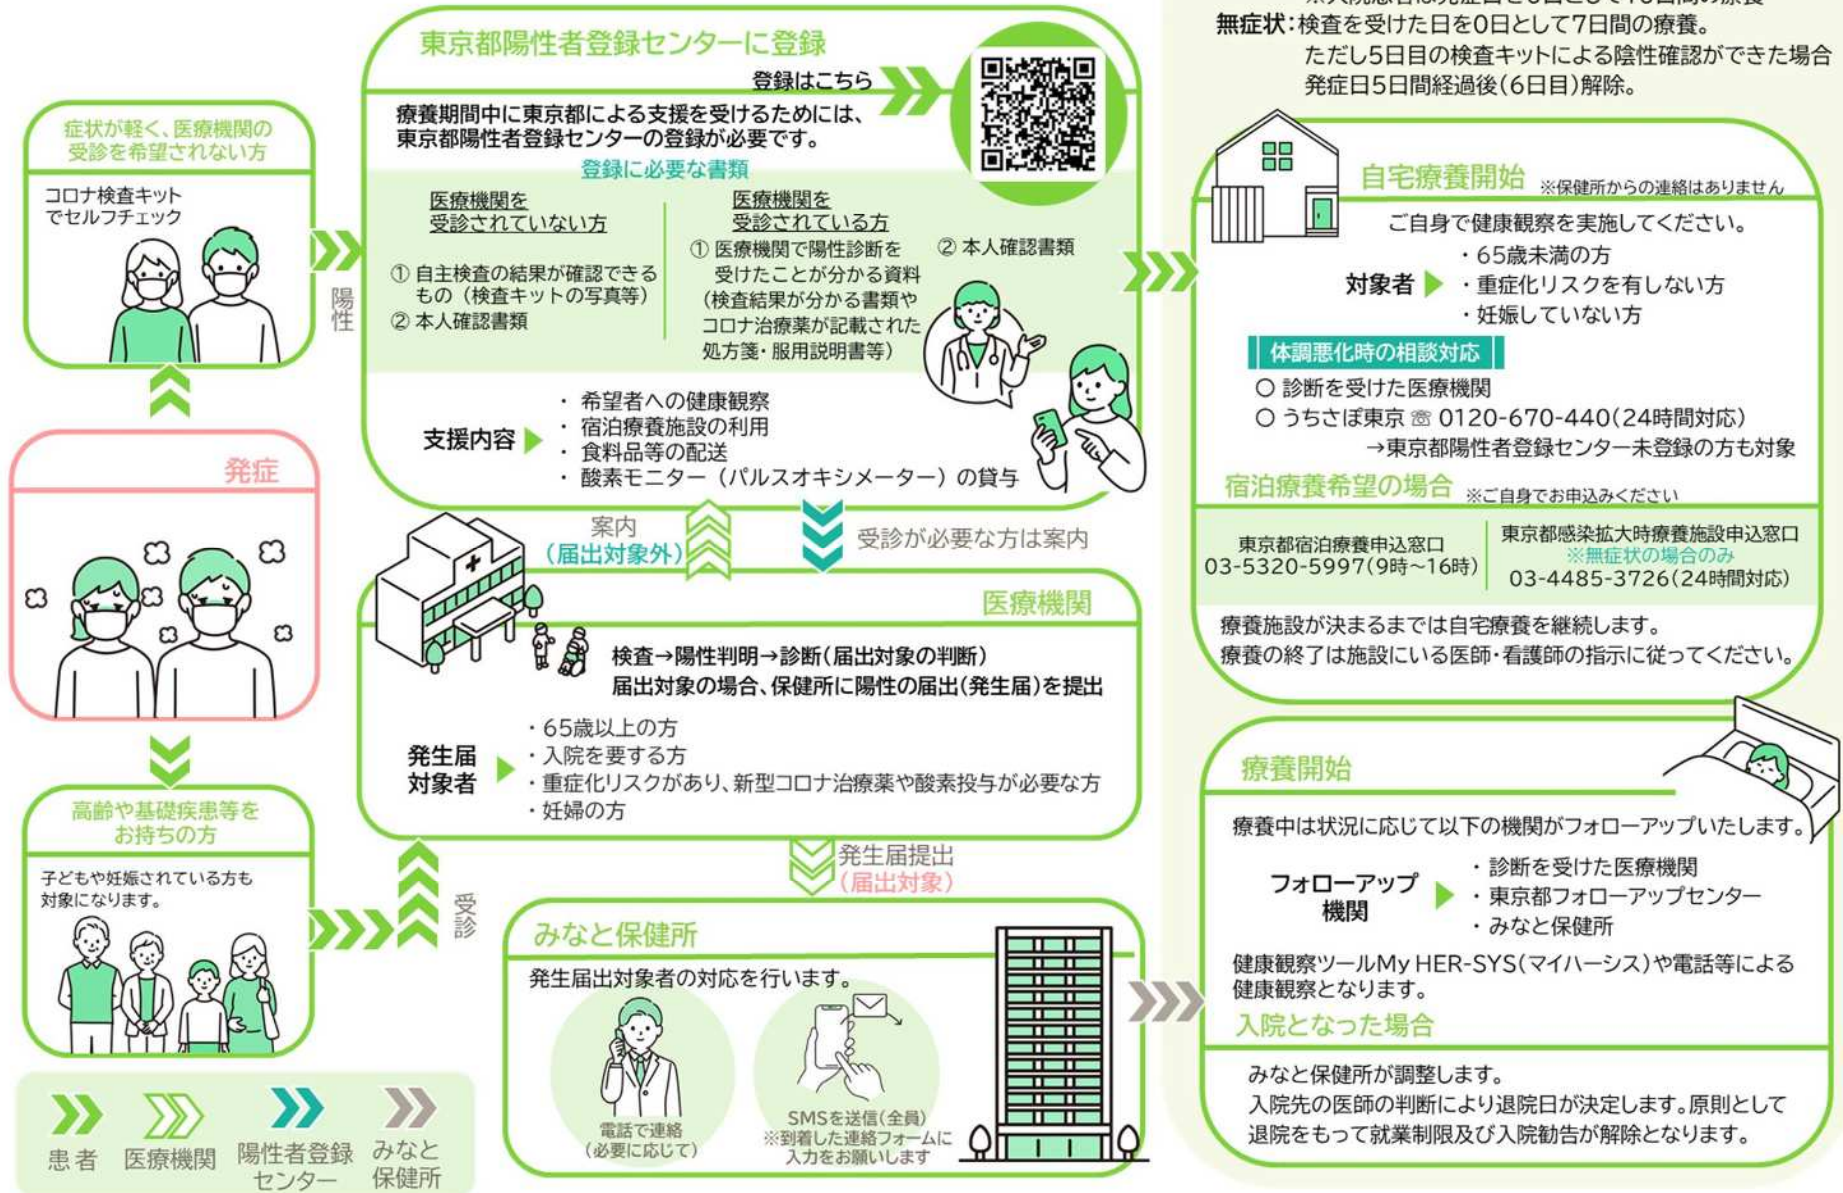 発症
症状が軽く、医療機関の
受診を希望されない方
コロナ検査キット
でセルフチェック
陽性
高齢や基礎疾患等を
お持ちの方
子どもや妊娠されている方も
対象になります。
受診
東京都陽性者登録センターに登録
登録はこちら
療養期間中に東京都による支援を受けるためには、
東京都陽性者登録センターの登録が必要です。
登録に必要な書類
医療機関を
受診されていない方
① 自主検査の結果が確認できる
もの（検査キットの写真等）
② 本人確認書類
医療機関を
受診されている方
① 医療機関で陽性診断を
受けたことが分かる資料
（検査結果が分かる書類や
コロナ治療薬が記載された
処方箋・服用説明書等）
② 本人確認書類
支援内容
・ 希望者への健康観察
・ 宿泊療養施設の利用
・ 食料品等の配送
・ 酸素モニター（パルスオキシメーター）の貸与
案内
（届出対象外）
受診が必要な方は案内
医療機関
検査→陽性判明→診断（届出対象の判断）
届出対象の場合、保健所に陽性の届出（発生届）を提出
発生届
対象者
・65歳以上の方
・入院を要する方
・重症化リスクがあり、新型コロナ治療薬や酸素投与が必要な方
・妊婦の方
発生届提出
（届出対象）
みなと保健所
発生届出対象者の対応を行います。
電話で連絡
（必要に応じて）
SMSを送信（全員）
※到着した連絡フォームに
入力をお願いします
無症状：検査を受けた日を0日として7日間の療養。
ただし5日目の検査キットによる陰性確認ができた場合
発症日5日間経過後（6日目）解除。
自宅療養開始 ※保健所からの連絡はありません
ご自身で健康観察を実施してください。
対象者
・65歳未満の方
・重症化リスクを有しない方
・妊娠していない方
体調悪化時の相談対応
〇 診断を受けた医療機関
〇 うちさぽ東京 ☏ 0120-670-440（24時間対応）
→東京都陽性者登録センター未登録の方も対象
宿泊療養希望の場合 ※ご自身でお申込みください
東京都宿泊療養申込窓口
03-5320-5997（9時～16時）
東京都感染拡大時療養施設申込窓口
※無症状の場合のみ
03-4485-3726（24時間対応）
療養施設が決まるまでは自宅療養を継続します。
療養の終了は施設にいる医師・看護師の指示に従ってください。
療養開始
療養中は状況に応じて以下の機関がフォローアップいたします。
フォローアップ
機関
・診断を受けた医療機関
・東京都フォローアップセンター
・みなと保健所
健康観察ツールMy HER-SYS（マイハーシス）や電話等による
健康観察となります。
入院となった場合
みなと保健所が調整します。
入院先の医師の判断により退院日が決定します。原則として
退院をもって就業制限及び入院勧告が解除となります。
患者
医療機関
陽性者登録
センター
みなと
保健所